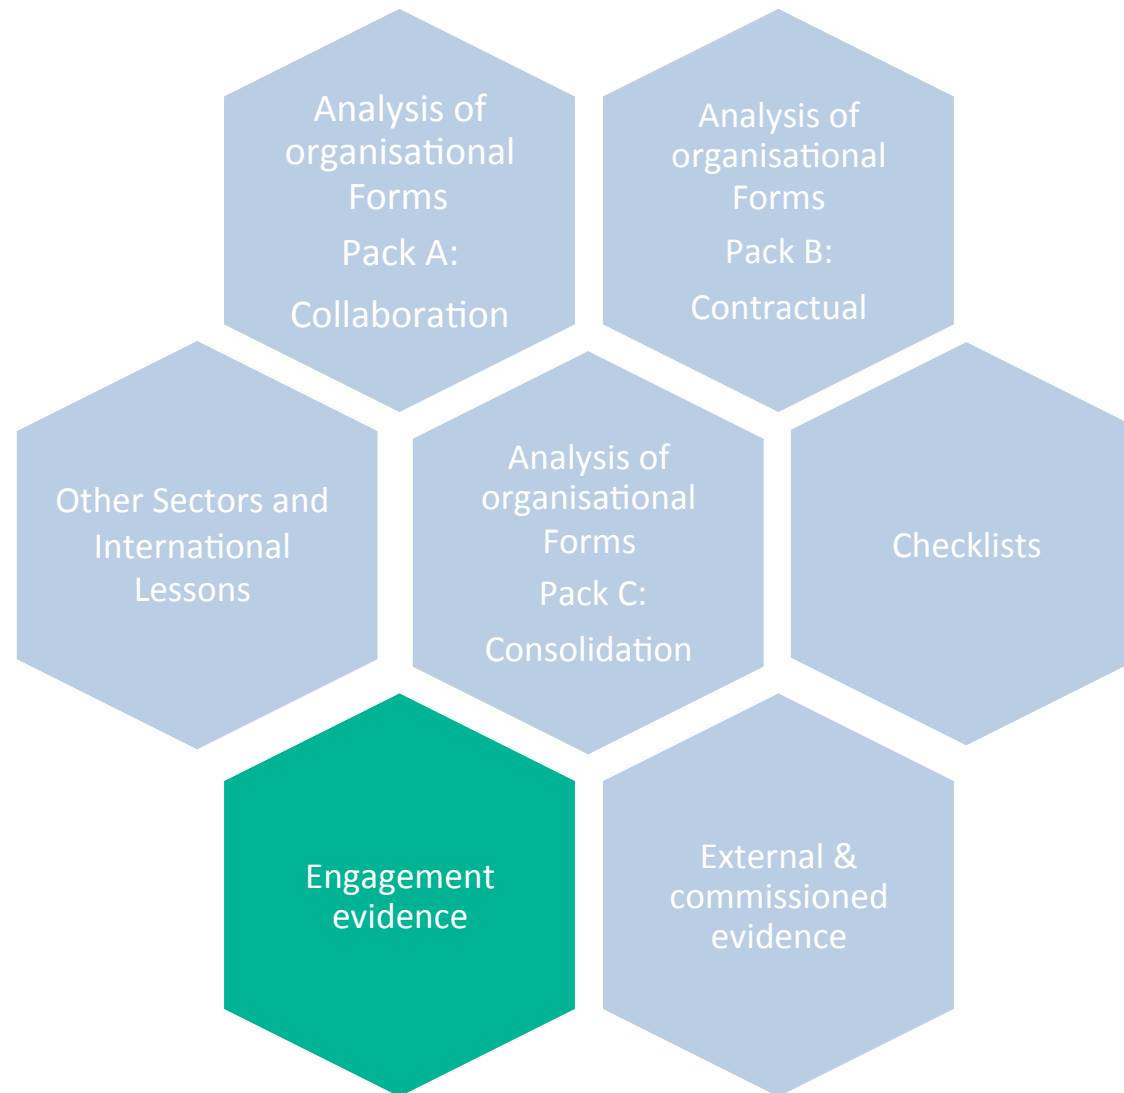 Analysis of
organisational
Forms
Pack A:
Collaboration
Analysis of
organisational
Forms
Pack B:
Contractual
Other Sectors and
International
Lessons
Analysis of
organisational
Forms
Pack C:
Consolidation
Checklists
Engagement
evidence
External &
commissioned
evidence